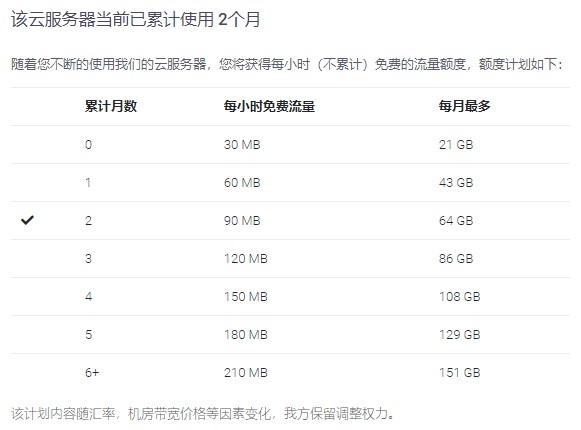 该云服务器当前已累计使用 2个月
随着您不断的使用我们的云服务器，您将获得每小时（不累计）免费的流量额度，额度计划如下：
累计月数 每小时免费流量 每月最多
0 30 MB 21 GB
1 60 MB 43 GB
2 90 MB 64 GB
3 120 MB 86 GB
4 150 MB 108 GB
5 180 MB 129 GB
6+ 210 MB 151 GB
该计划内容随汇率，机房带宽价格等因素变化，我方保留调整权力。